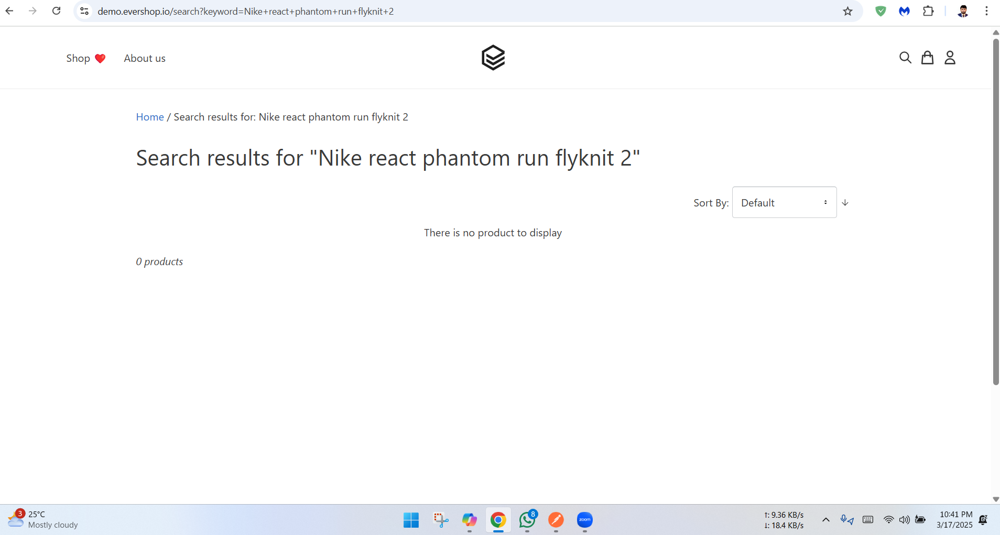 demo.evershop.io/search?keyword=Nike+react+phantom+run+flyknit+2
Shop ❤️ About us
Home / Search results for: Nike react phantom run flyknit 2
Search results for "Nike react phantom run flyknit 2"
Sort By: Default
There is no product to display
0 products
3
25°C
Mostly cloudy
8
zoom
↑: 9.36 KB/s
↓: 18.4 KB/s
10:41 PM
3/17/2025